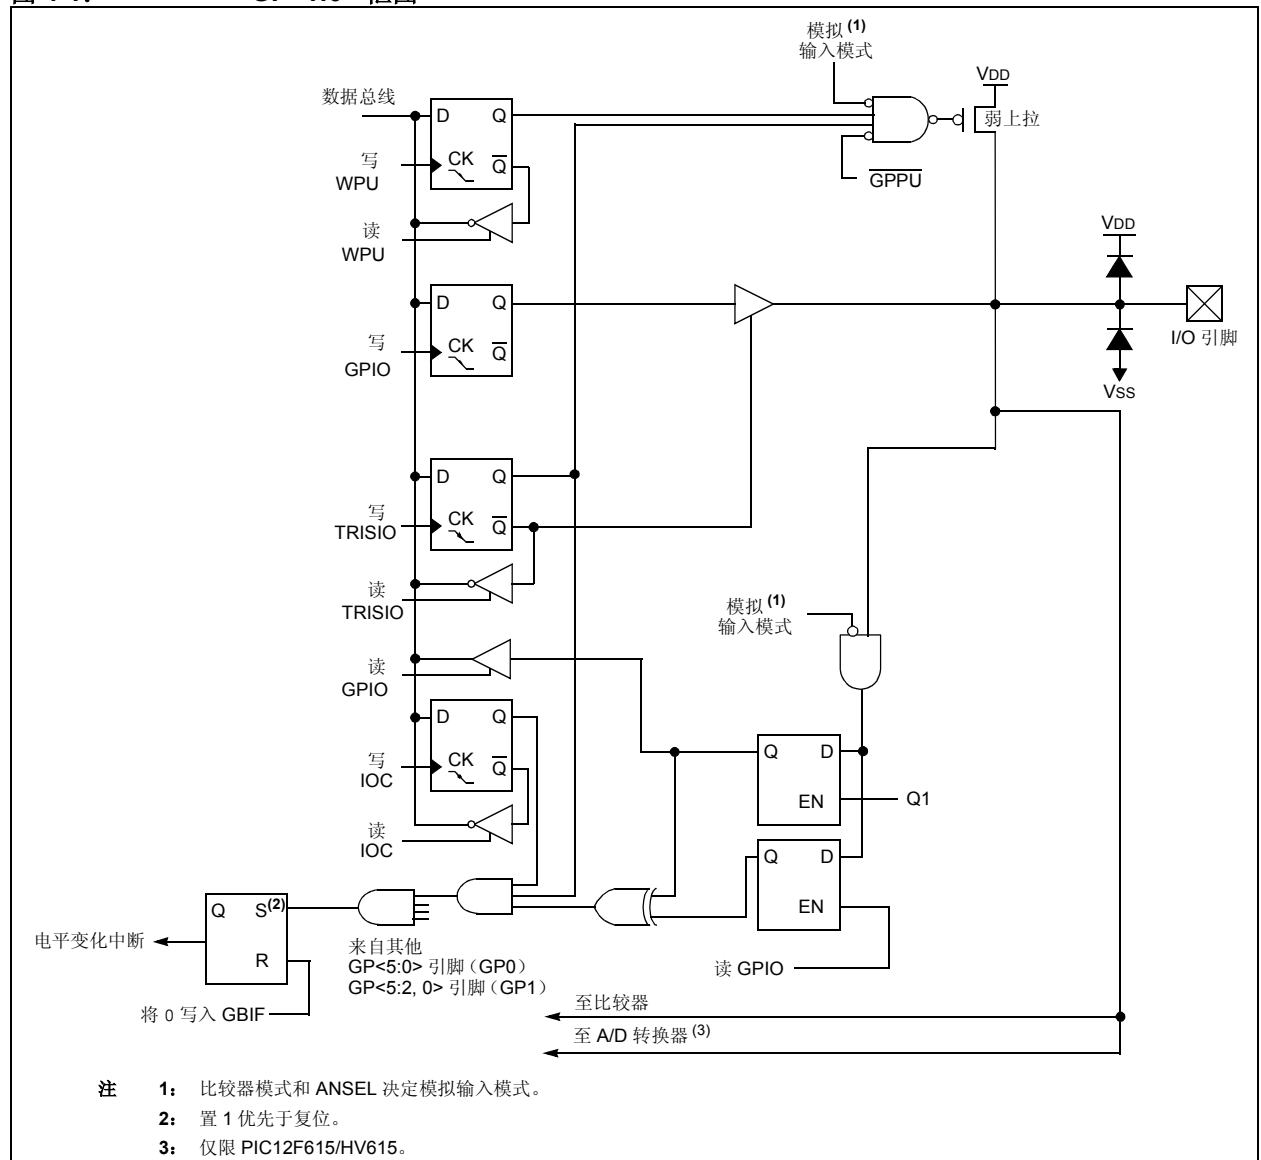 模拟 (1)
输入模式
VDD
数据总线
D Q
弱上拉
写
WPU
CK Q
GPPU
读
WPU
VDD
D Q
写
GPIO
CK Q
I/O 引脚
VSS
D Q
写
TRISIO
CK Q
读
TRISIO
模拟 (1)
输入模式
读
GPIO
D Q
写
IOC
CK Q
Q D
EN
Q1
读
IOC
Q D
EN
Q S(2)
R
电平变化中断
来自其他
GP<5:0> 引脚（GP0）
GP<5:2, 0> 引脚（GP1）
读 GPIO
将 0 写入 GBIF
至比较器
至 A/D 转换器 (3)
注 1： 比较器模式和 ANSEL 决定模拟输入模式。
2： 置 1 优先于复位。
3： 仅限 PIC12F615/HV615。